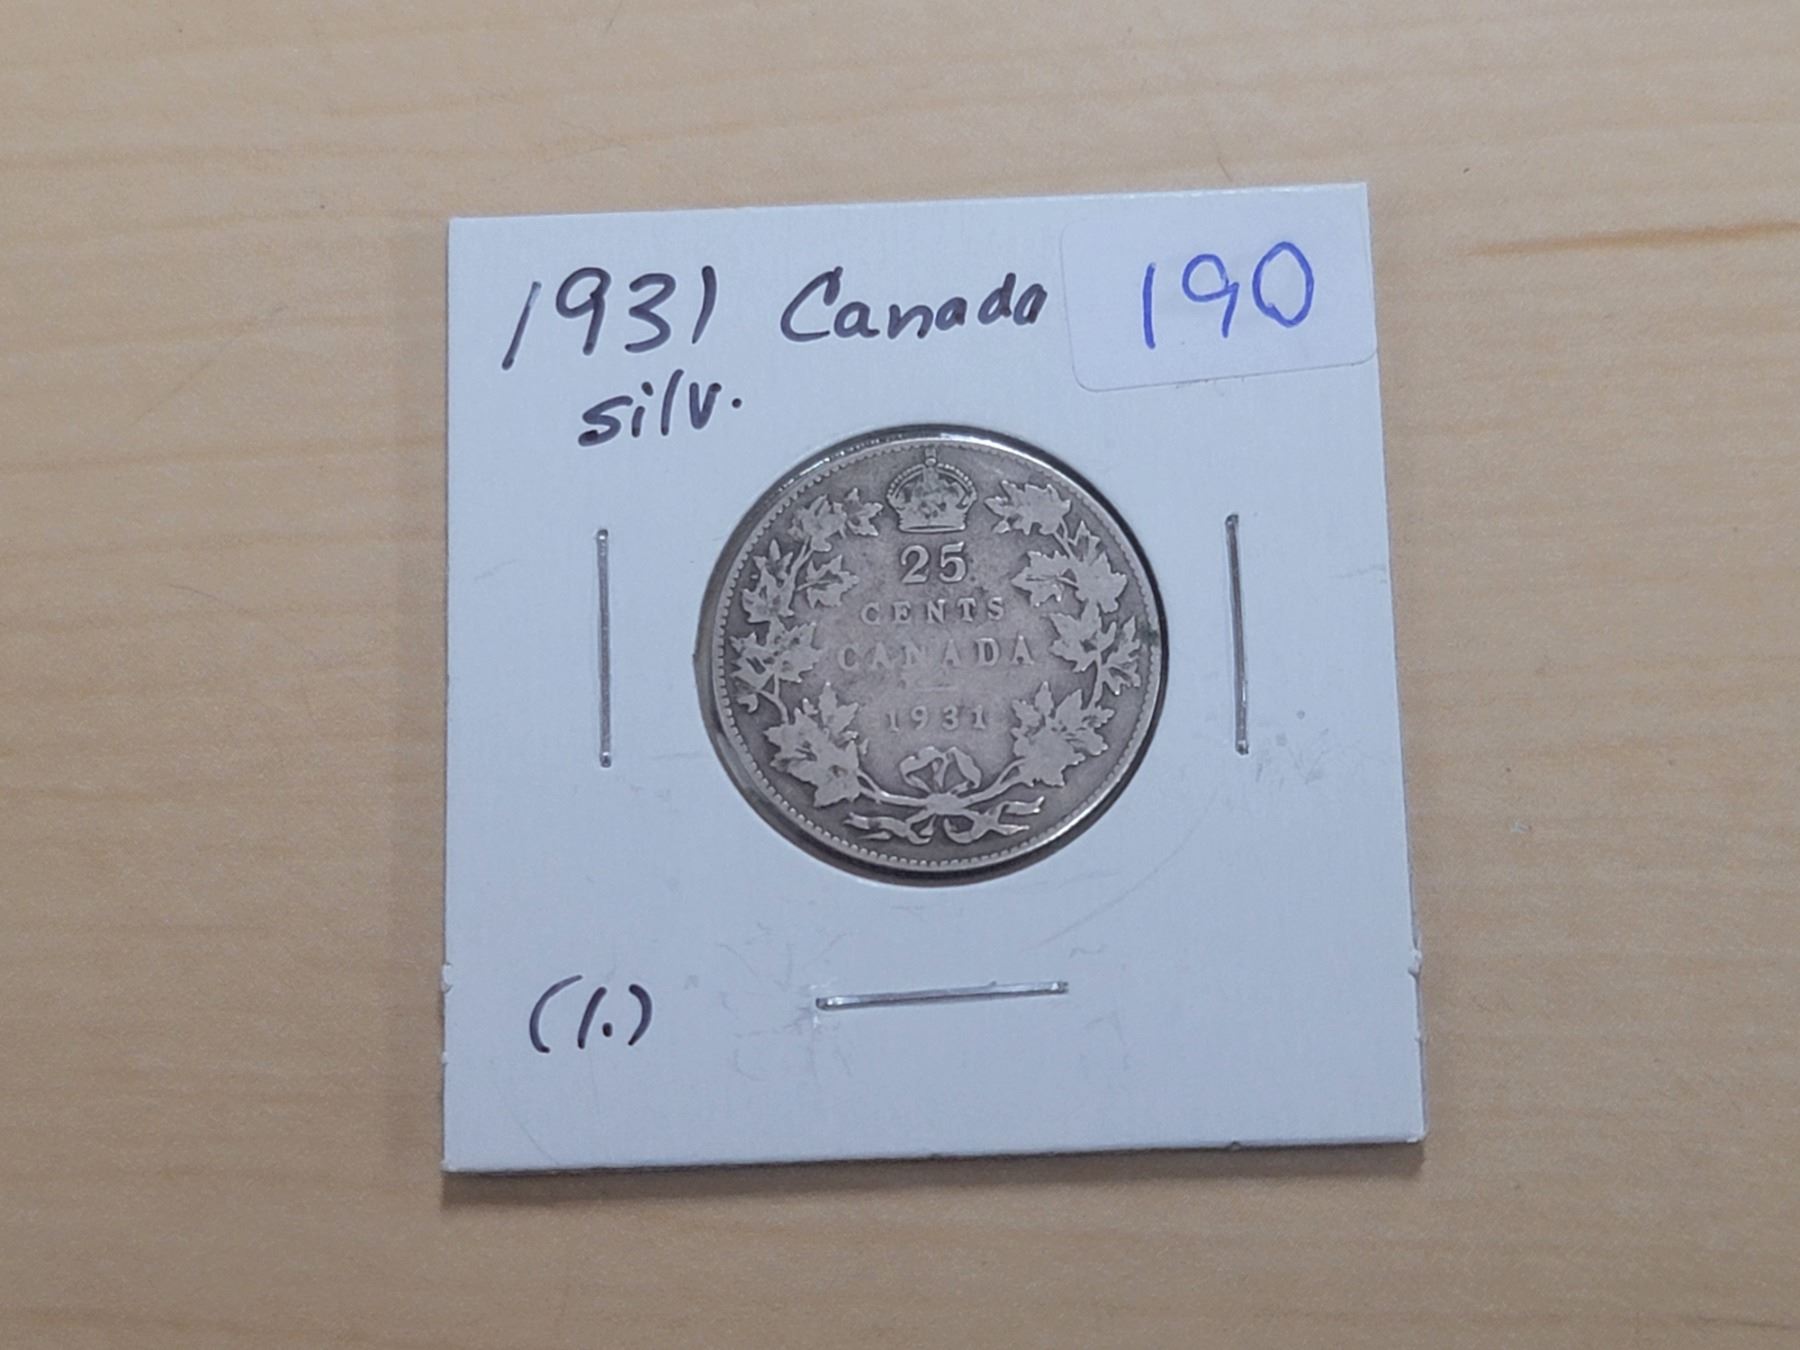 1931 Canada 190
silv.
25
CENTS
CANADA
1931
(1.)